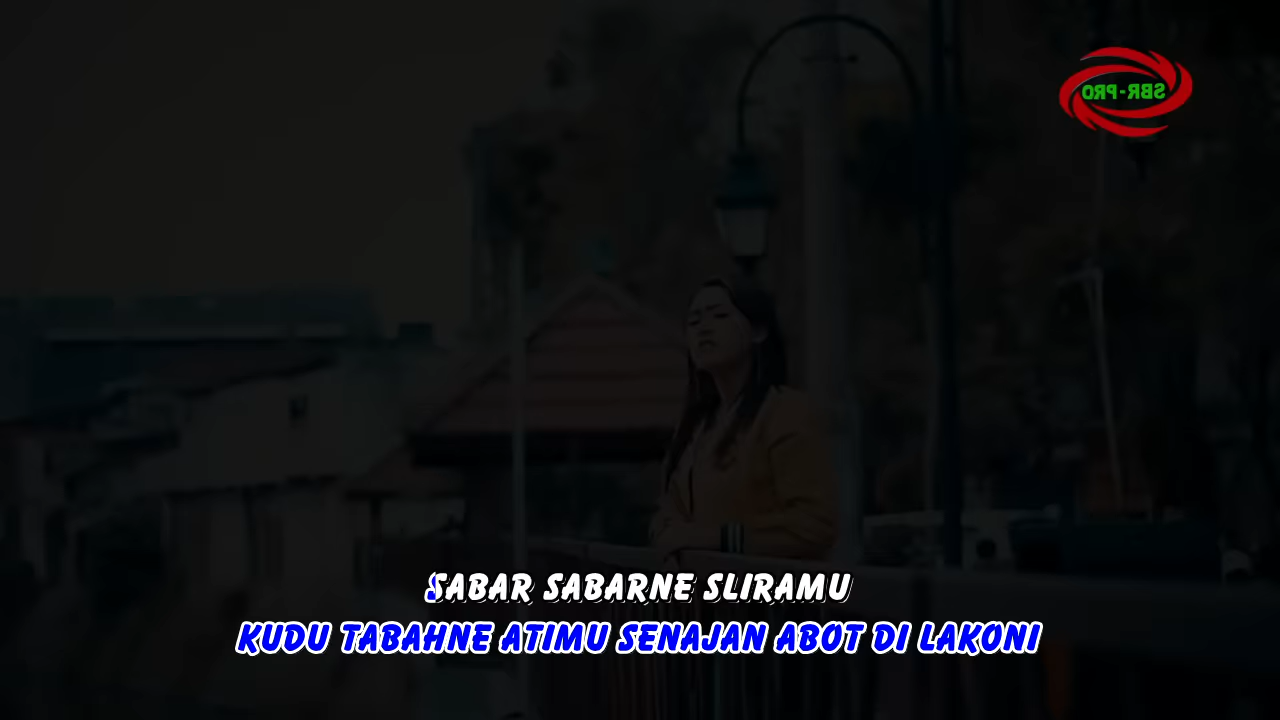 SBR-PRO
SABAR SABARNE SLIRAMU
KUDU TABAHNE ATIMU SENAJAN ABOT DI LAKONI